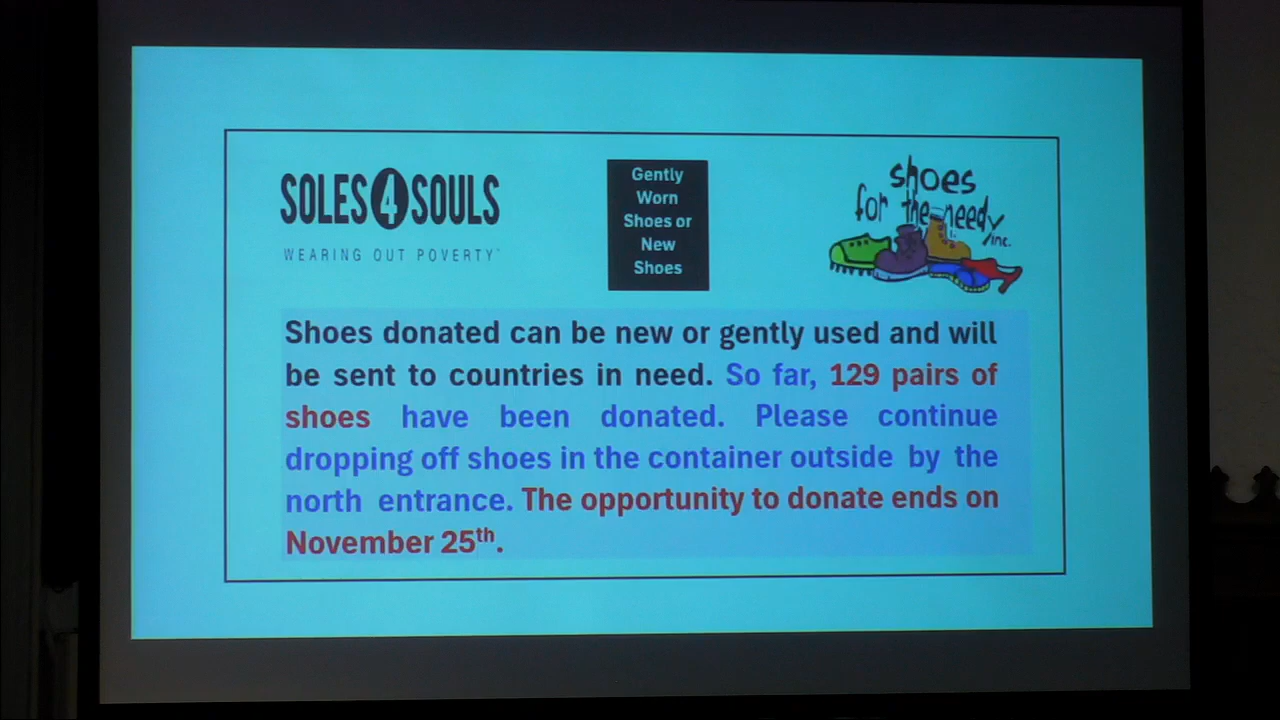 SOLES4SOULS
WEARING OUT POVERTY
Gently
Worn
Shoes or
New
Shoes
shoes
for the needy
inc.
Shoes donated can be new or gently used and will
be sent to countries in need. So far, 129 pairs of
shoes have been donated. Please continue
dropping off shoes in the container outside by the
north entrance. The opportunity to donate ends on
November 25th.